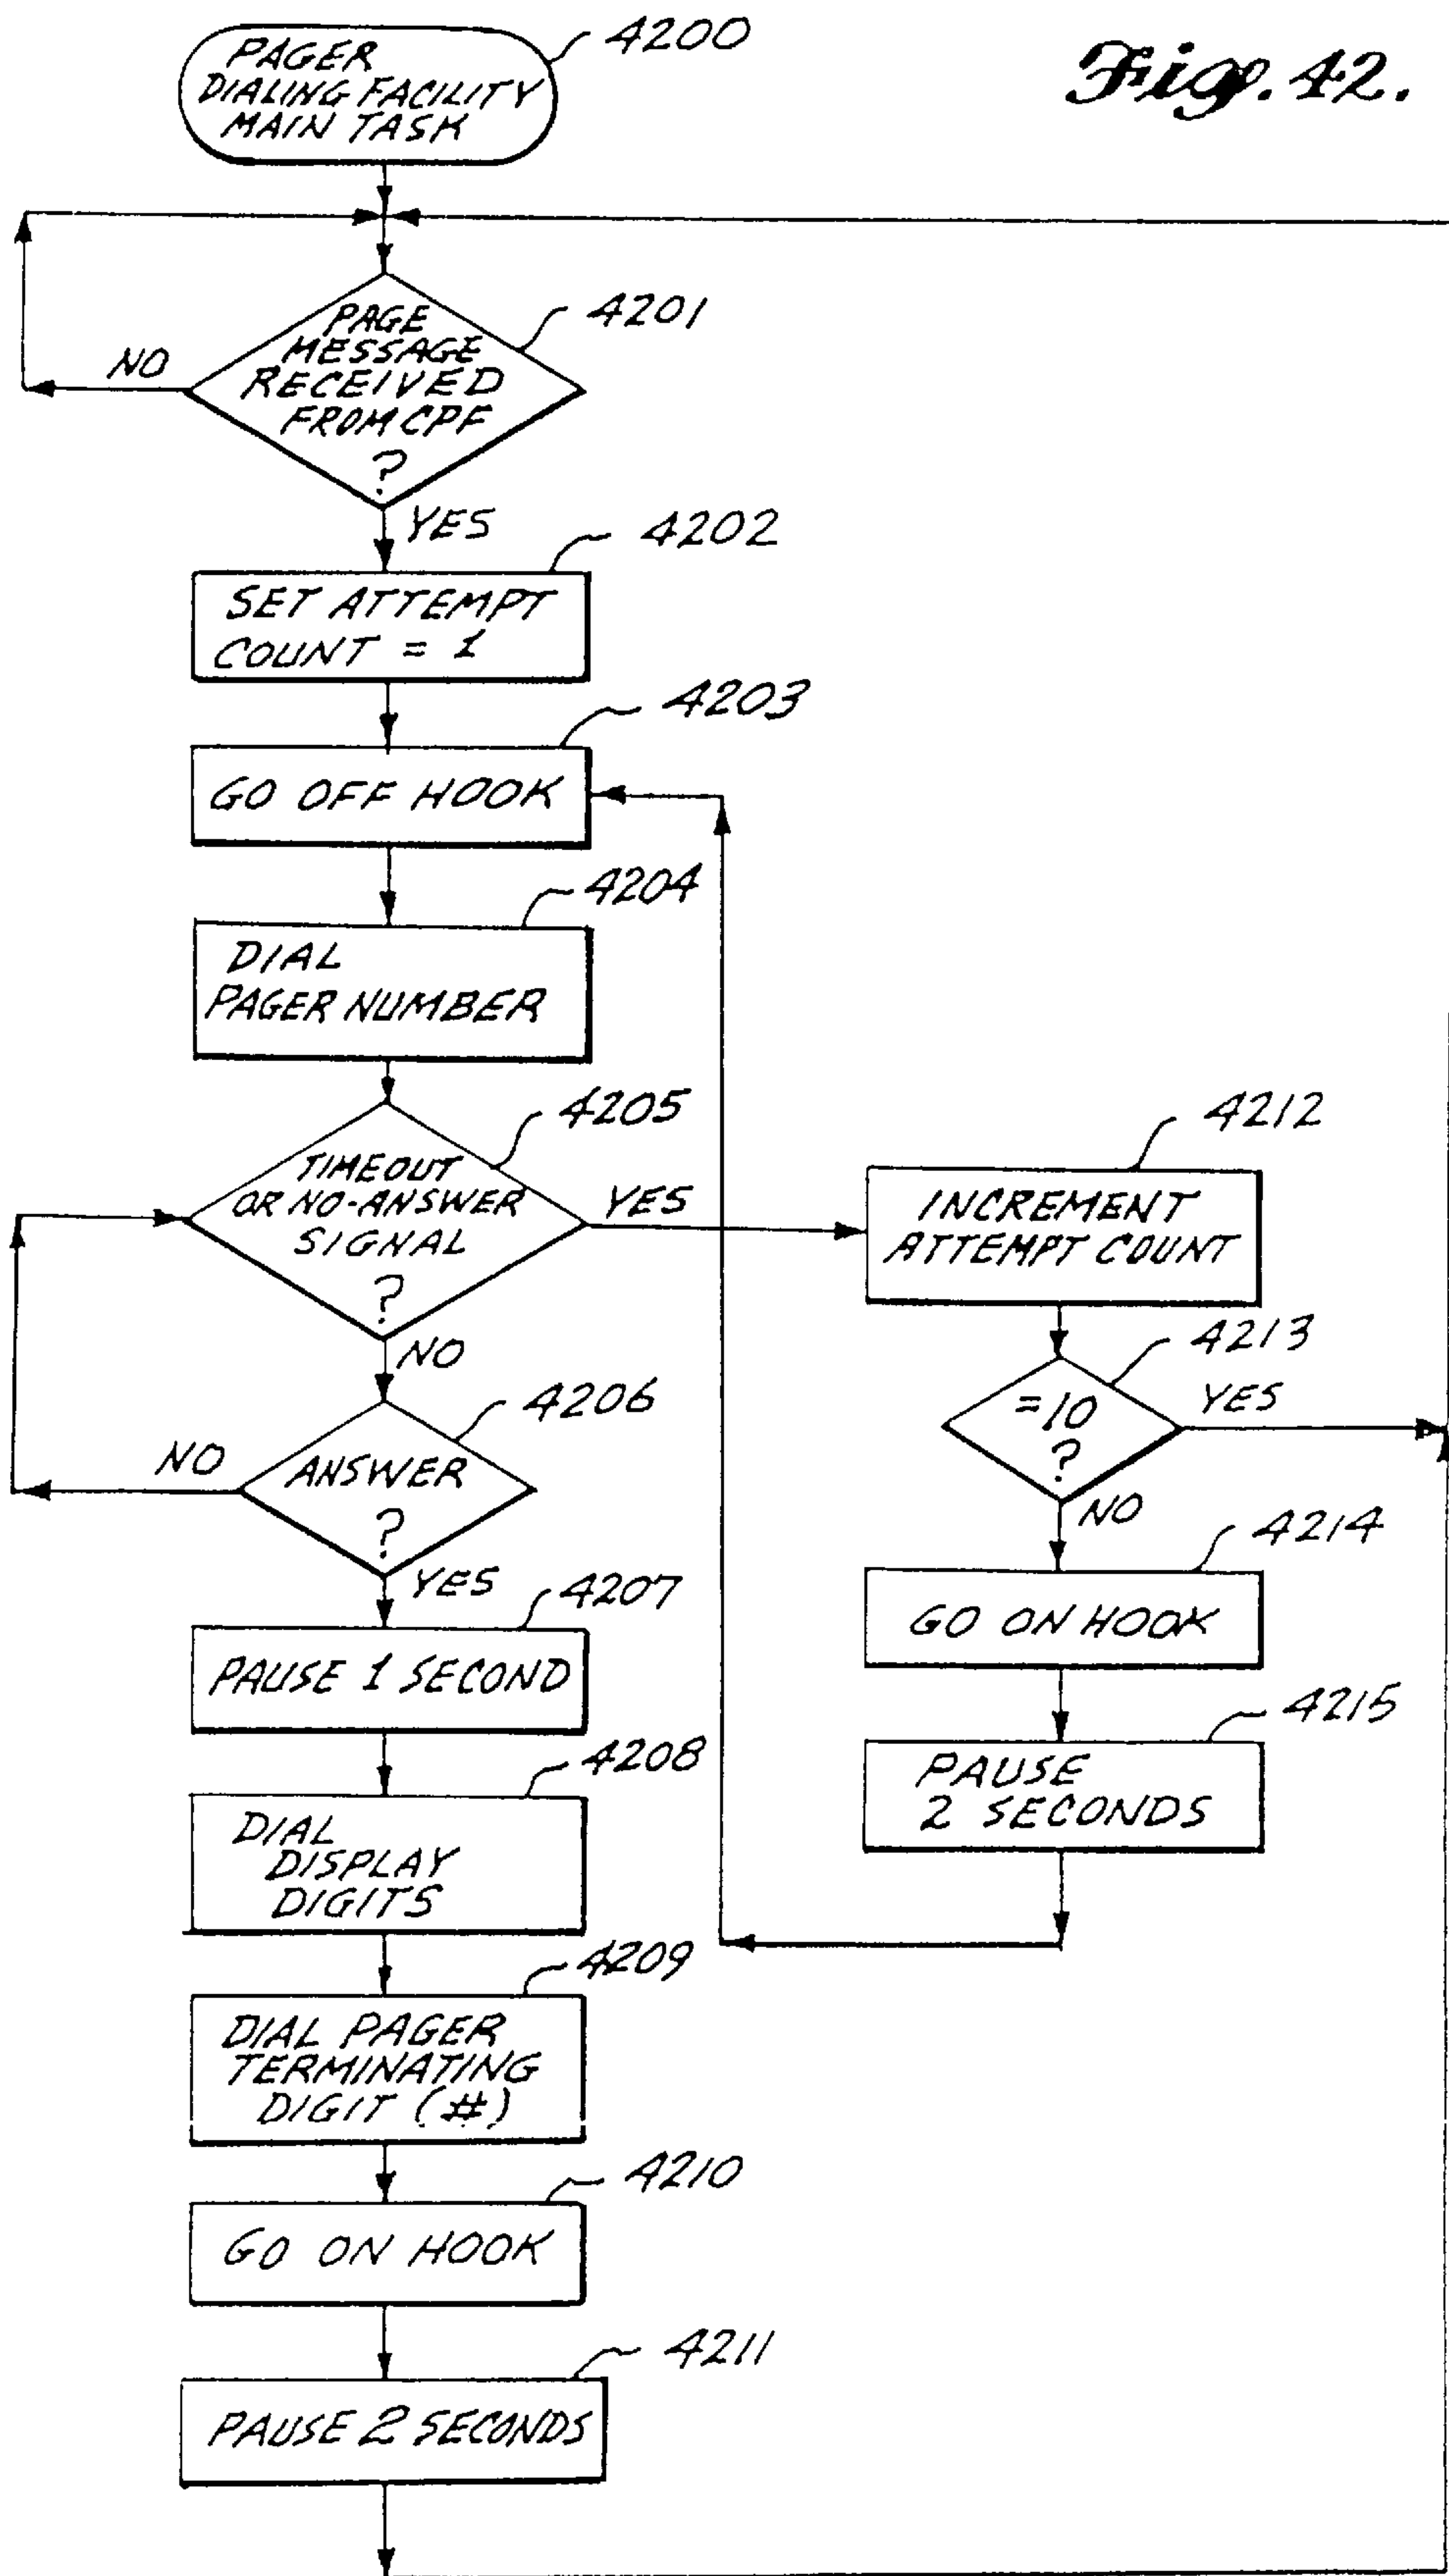 PAGER
DIALING FACILITY
MAIN TASK
4200
Fig. 42.
PAGE
MESSAGE
RECEIVED
FROM CPF
?
4201
NO
YES
4202
SET ATTEMPT
COUNT = 1
4203
GO OFF HOOK
4204
DIAL
PAGER NUMBER
4205
TIMEOUT
OR NO-ANSWER
SIGNAL
?
YES
NO
4206
ANSWER
?
NO
YES
4207
PAUSE 1 SECOND
4208
DIAL
DISPLAY
DIGITS
4209
DIAL PAGER
TERMINATING
DIGIT (#)
4210
GO ON HOOK
4211
PAUSE 2 SECONDS
4212
INCREMENT
ATTEMPT COUNT
4213
=10
?
YES
NO
4214
GO ON HOOK
4215
PAUSE
2 SECONDS